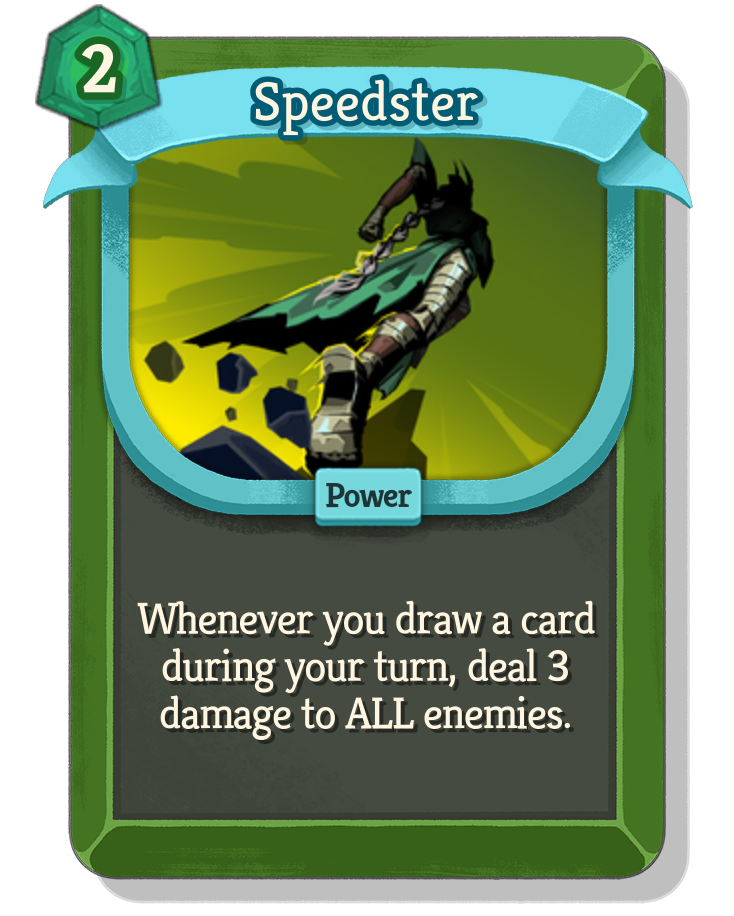 2
Speedster
Power
Whenever you draw a card
during your turn, deal 3
damage to ALL enemies.